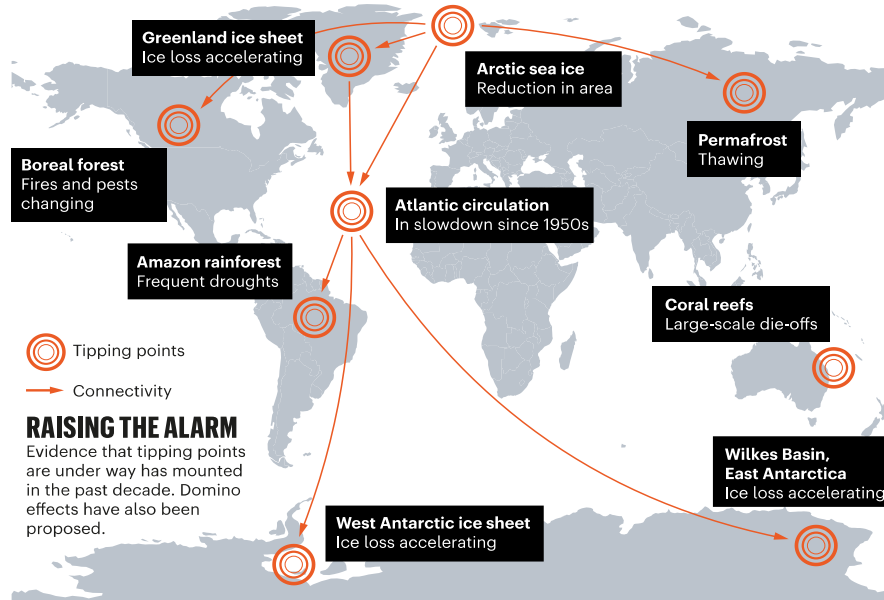 Greenland ice sheet
Ice loss accelerating
Arctic sea ice
Reduction in area
Boreal forest
Fires and pests
changing
Permafrost
Thawing
Atlantic circulation
In slowdown since 1950s
Amazon rainforest
Frequent droughts
Coral reefs
Large-scale die-offs
Tipping points
Connectivity
RAISING THE ALARM
Evidence that tipping points
are under way has mounted
in the past decade. Domino
effects have also been
proposed.
Wilkes Basin,
East Antarctica
Ice loss accelerating
West Antarctic ice sheet
Ice loss accelerating